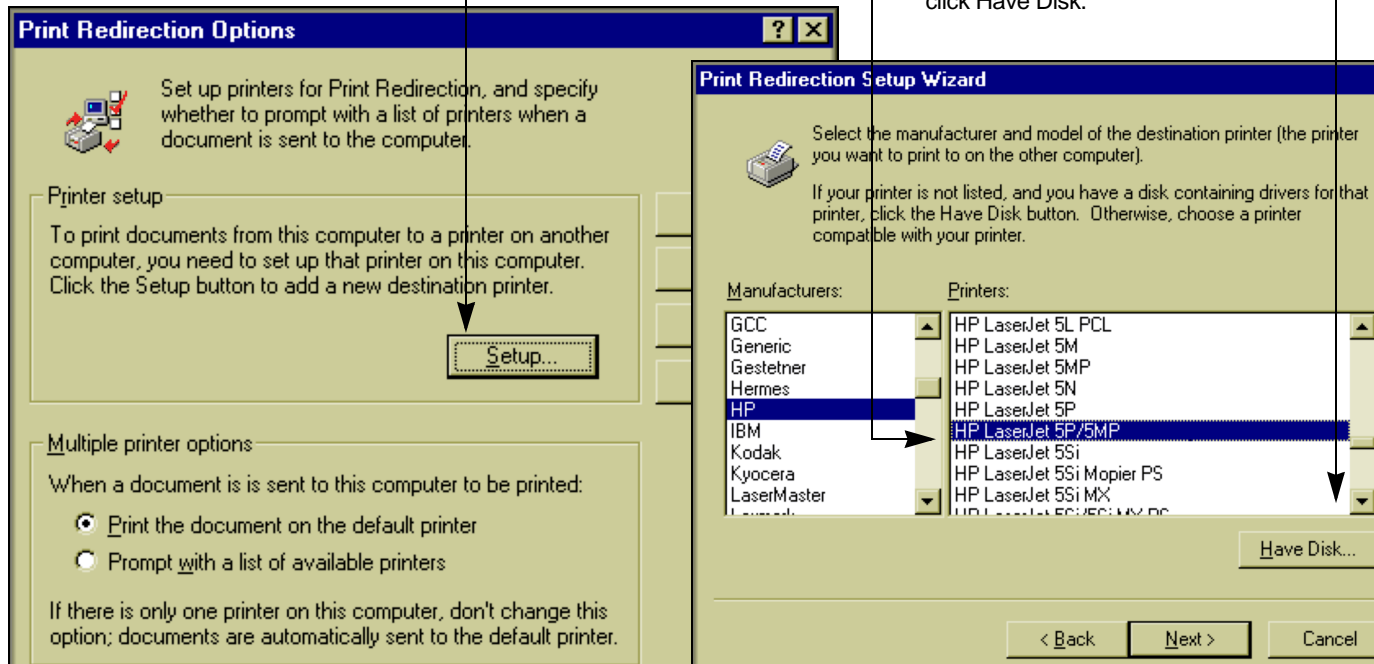 click Have Disk.
Print Redirection Options
Set up printers for Print Redirection, and specify
whether to prompt with a list of printers when a
document is sent to the computer.
Printer setup
To print documents from this computer to a printer on another
computer, you need to set up that printer on this computer.
Click the Setup button to add a new destination printer.
Setup...
Multiple printer options
When a document is is sent to this computer to be printed:
Print the document on the default printer
Prompt with a list of available printers
If there is only one printer on this computer, don't change this
option; documents are automatically sent to the default printer.
Print Redirection Setup Wizard
Select the manufacturer and model of the destination printer (the printer
you want to print to on the other computer).
If your printer is not listed, and you have a disk containing drivers for that
printer, click the Have Disk button. Otherwise, choose a printer
compatible with your printer.
Manufacturers:
GCC
Generic
Gestetner
Hermes
HP
IBM
Kodak
Kyocera
LaserMaster
Printers:
HP LaserJet 5L PCL
HP LaserJet 5M
HP LaserJet 5MP
HP LaserJet 5N
HP LaserJet 5P
HP LaserJet 5P/5MP
HP LaserJet 5Si
HP LaserJet 5Si Mopier PS
HP LaserJet 5Si MX
Have Disk...
< Back
Next >
Cancel